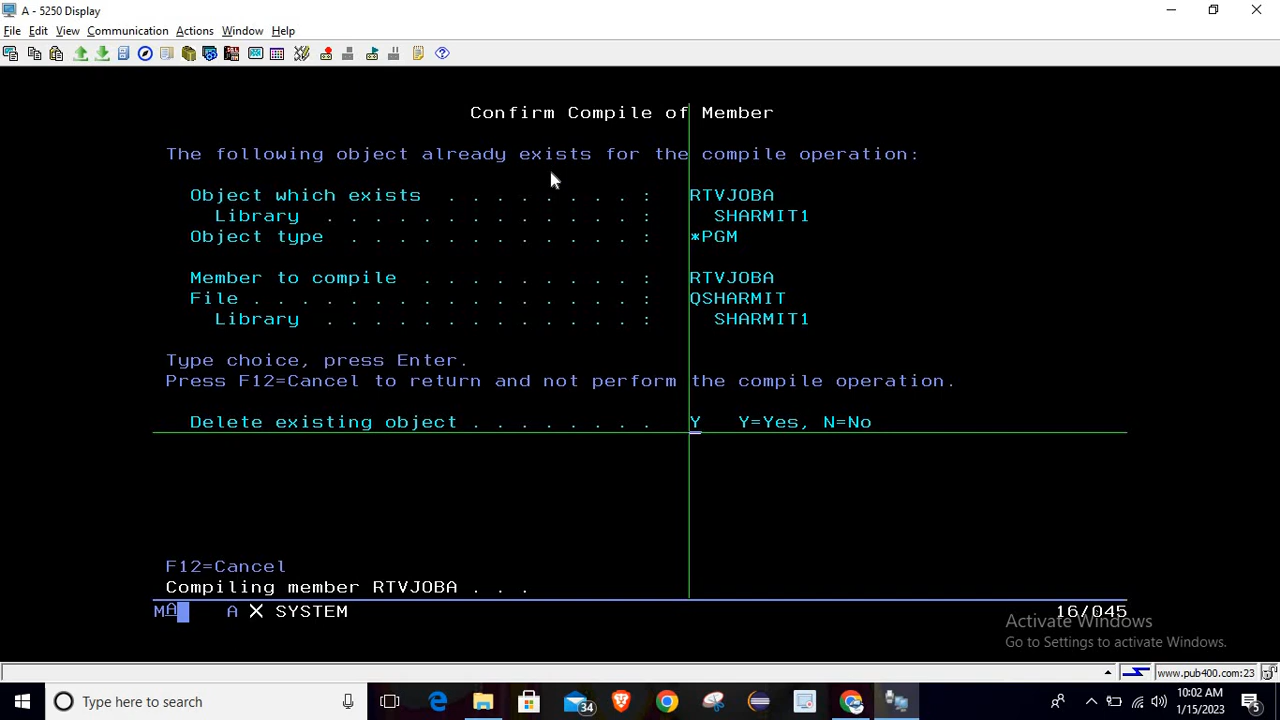 A - 5250 Display
File Edit View Communication Actions Window Help
Confirm Compile of Member
The following object already exists for the compile operation:
Object which exists . . . . . . . . : RTVJOBA
Library . . . . . . . . . . . . . : SHARMIT1
Object type . . . . . . . . . . . . : *PGM
Member to compile . . . . . . . . . : RTVJOBA
File . . . . . . . . . . . . . . . . : QSHARMIT
Library . . . . . . . . . . . . . : SHARMIT1
Type choice, press Enter.
Press F12=Cancel to return and not perform the compile operation.
Delete existing object . . . . . . . . Y Y=Yes, N=No
F12=Cancel
Compiling member RTVJOBA . . .
MA A X SYSTEM 16/045
Activate Windows
Go to Settings to activate Windows.
www.pub400.com:23
Type here to search
34
10:02 AM
1/15/2023
5